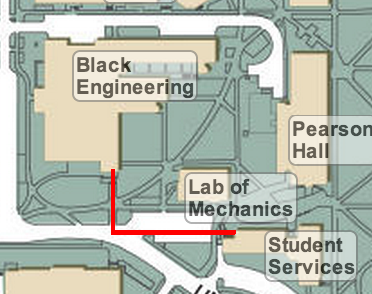 Black
Engineering
Pearson
Hall
Lab of
Mechanics
Student
Services